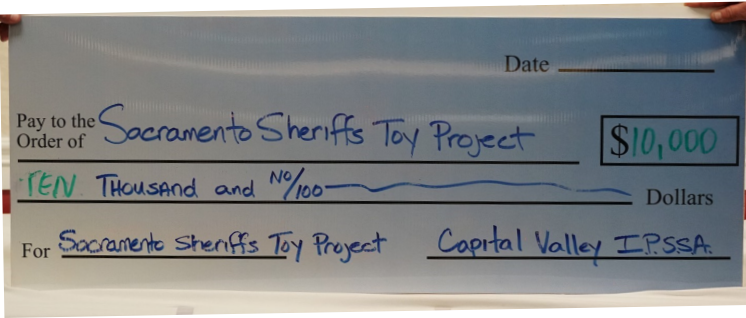 Date
Pay to the
Order of Sacramento Sheriffs Toy Project $10,000
TEN THOUSAnd and No/100 Dollars
For Sacramento Sheriffs Toy Project Capital Valley I.P.S.S.A.